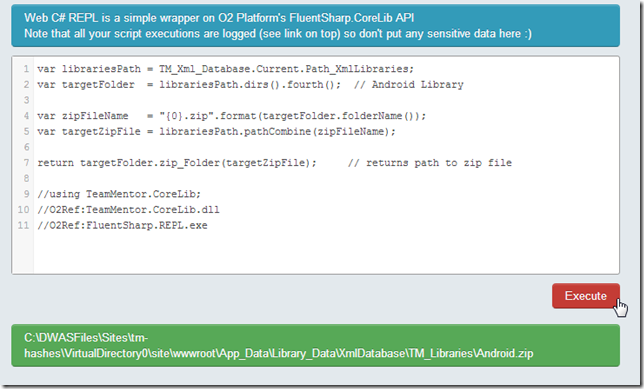 Web C# REPL is a simple wrapper on O2 Platform's FluentSharp.CoreLib API
Note that all your script executions are logged (see link on top) so don't put any sensitive data here :)
1 var librariesPath = TM_Xml_Database.Current.Path_XmlLibraries;
2 var targetFolder  = librariesPath.dirs().fourth();  // Android Library
3
4 var zipFileName   = "{0}.zip".format(targetFolder.folderName());
5 var targetZipFile = librariesPath.pathCombine(zipFileName);
6
7 return targetFolder.zip_Folder(targetZipFile);     // returns path to zip file
8
9 //using TeamMentor.CoreLib;
10 //O2Ref:TeamMentor.CoreLib.dll
11 //O2Ref:FluentSharp.REPL.exe
Execute
C:\DWASFiles\Sites\tm-
hashes\VirtualDirectory0\site\wwwroot\App_Data\Library_Data\XmlDatabase\TM_Libraries\Android.zip